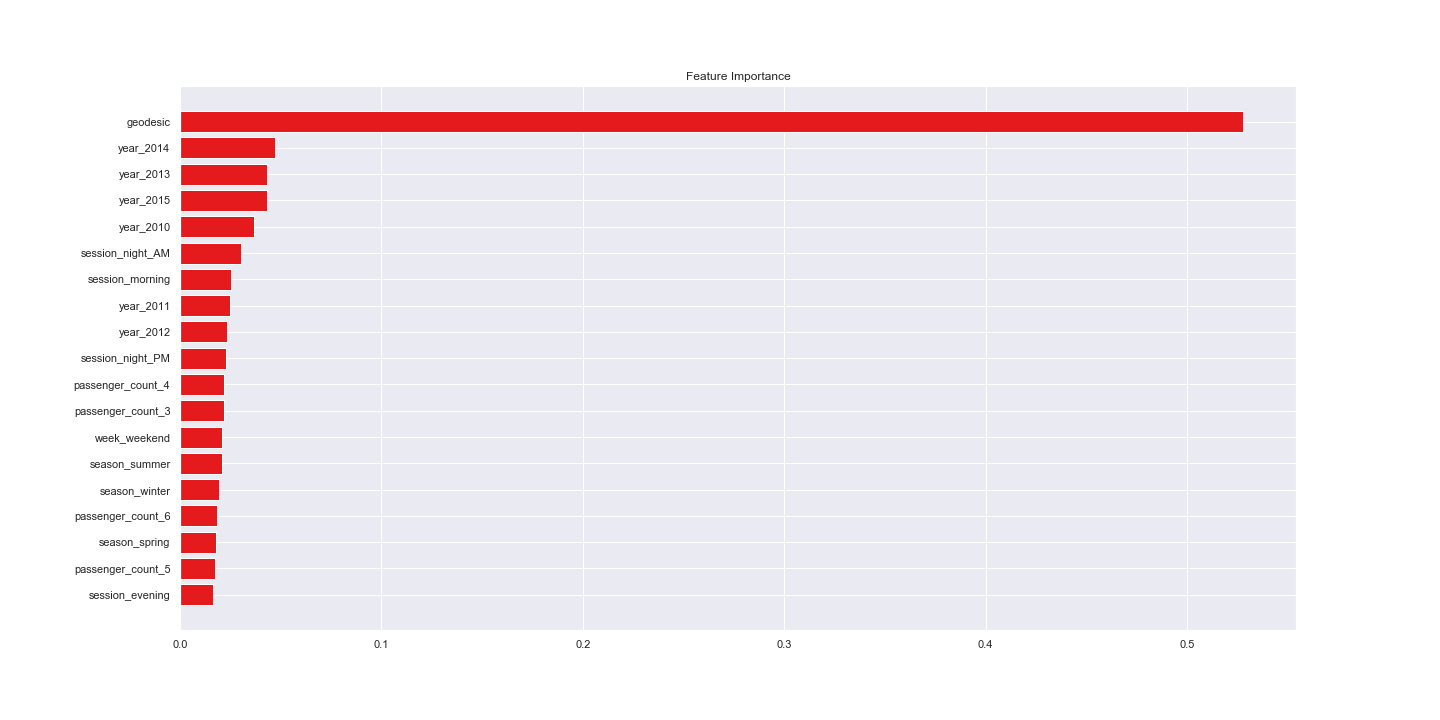 Feature Importance
geodesic
year_2014
year_2013
year_2015
year_2010
session_night_AM
session_morning
year_2011
year_2012
session_night_PM
passenger_count_4
passenger_count_3
week_weekend
season_summer
season_winter
passenger_count_6
season_spring
passenger_count_5
session_evening
0.0 0.1 0.2 0.3 0.4 0.5